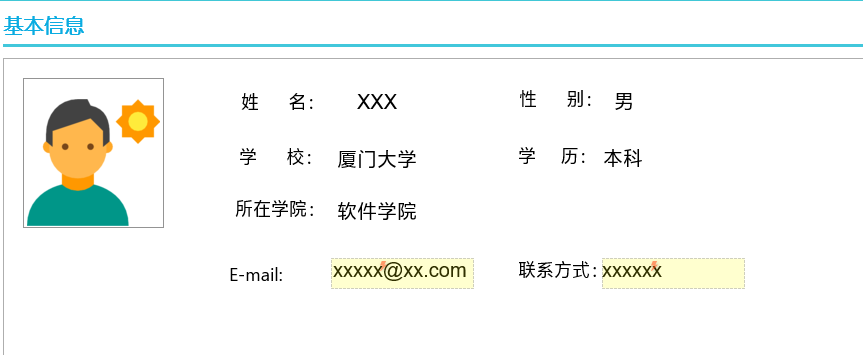 基本信息
姓 名： XXX 性 别： 男
学 校： 厦门大学 学 历： 本科
所在学院： 软件学院
E-mail: xxxxx@xx.com 联系方式：xxxxxx